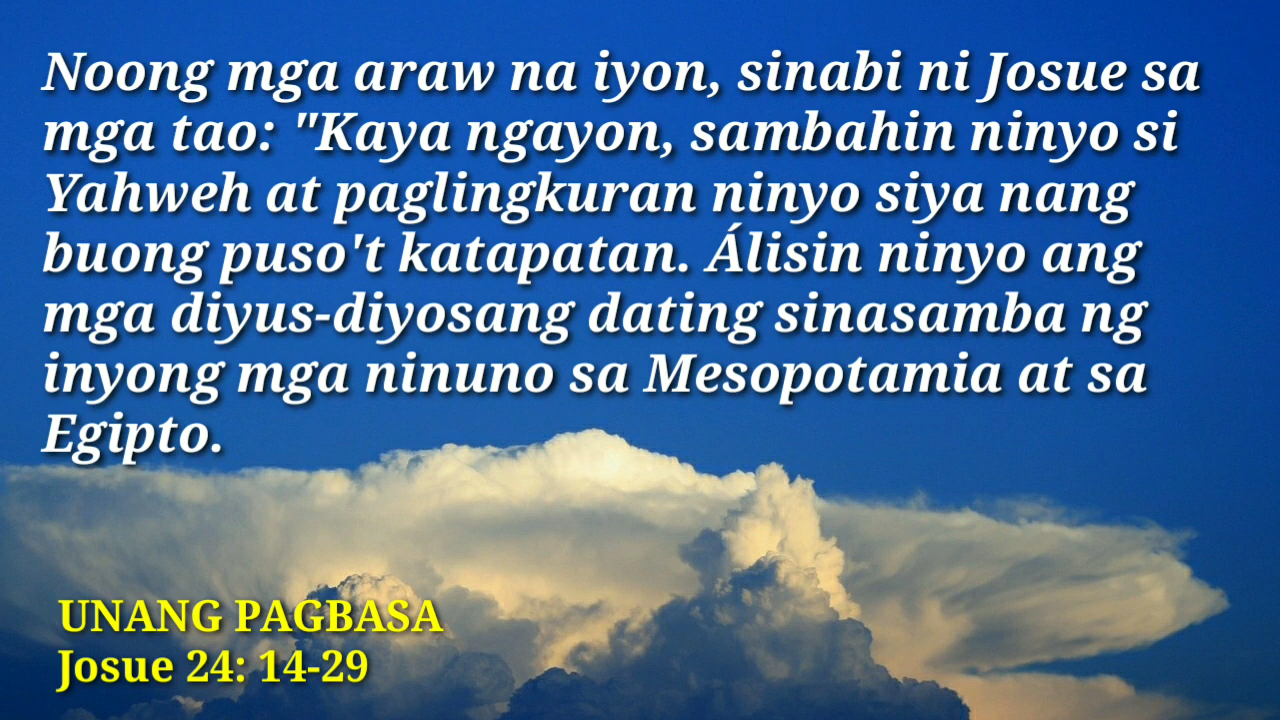 Noong mga araw na iyon, sinabi ni Josue sa
mga tao: "Kaya ngayon, sambahin ninyo si
Yahweh at paglingkuran ninyo siya nang
buong puso't katapatan. Álisin ninyo ang
mga diyus-diyosang dating sinasamba ng
inyong mga ninuno sa Mesopotamia at sa
Egipto.
UNANG PAGBASA
Josue 24: 14-29